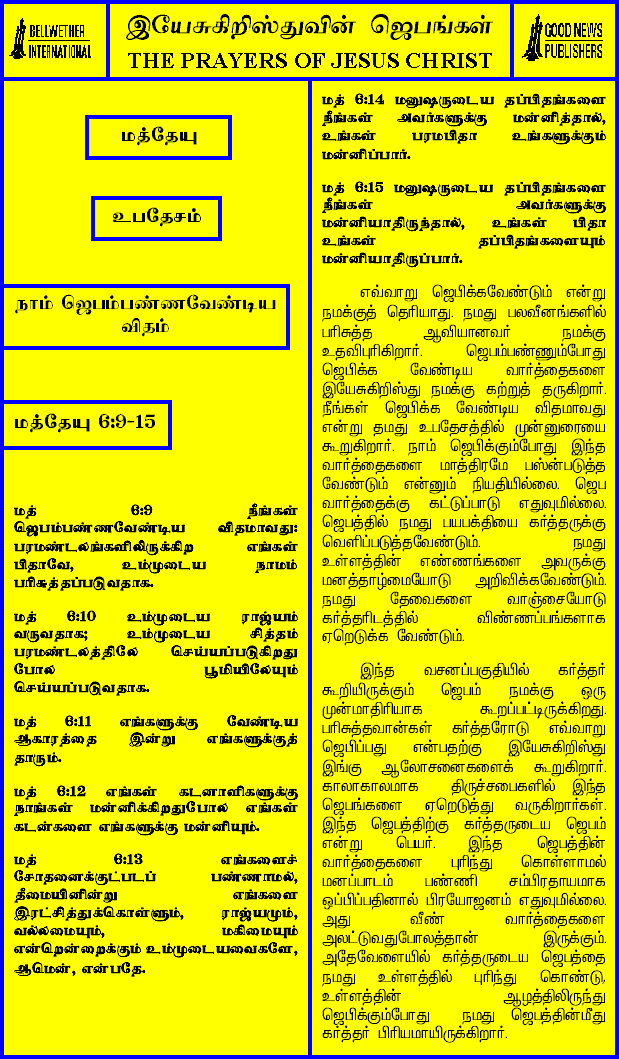 BELLWETHER
INTERNATIONAL
இயேசுகிறிஸ்துவின் ஜெபங்கள்
THE PRAYERS OF JESUS CHRIST
GOOD NEWS
PUBLISHERS
மத்தேயு
உபதேசம்
நாம் ஜெபம்பண்ணவேண்டிய
விதம்
மத்தேயு 6:9-15
மத் 6:9 நீங்கள்
ஜெபம்பண்ணவேண்டிய விதமாவது:
பரமண்டலங்களிலிருக்கிற எங்கள்
பிதாவே, உம்முடைய நாமம்
பரிசுத்தப்படுவதாக.
மத் 6:10 உம்முடைய ராஜ்யம்
வருவதாக; உம்முடைய சித்தம்
பரமண்டலத்திலே செய்யப்படுகிறது
போல பூமியிலேயும்
செய்யப்படுவதாக.
மத் 6:11 எங்களுக்கு வேண்டிய
ஆகாரத்தை இன்று எங்களுக்குத்
தாரும்.
மத் 6:12 எங்கள் கடனாளிகளுக்கு
நாங்கள் மன்னிக்கிறதுபோல எங்கள்
கடன்களை எங்களுக்கு மன்னியும்.
மத் 6:13 எங்களைச்
சோதனைக்குட்படப் பண்ணாமல்,
தீமையினின்று எங்களை
இரட்சித்துக்கொள்ளும், ராஜ்யமும்,
வல்லமையும், மகிமையும்
என்றென்றைக்கும் உம்முடையவைகளே,
ஆமென், என்பதே.
மத் 6:14 மனுஷருடைய தப்பிதங்களை
நீங்கள் அவர்களுக்கு மன்னித்தால்,
உங்கள் பரமபிதா உங்களுக்கும்
மன்னிப்பார்.
மத் 6:15 மனுஷருடைய தப்பிதங்களை
நீங்கள் அவர்களுக்கு
மன்னியாதிருந்தால், உங்கள் பிதா
உங்கள் தப்பிதங்களையும்
மன்னியாதிருப்பார்.
எவ்வாறு ஜெபிக்கவேண்டும் என்று
நமக்குத் தெரியாது. நமது பலவீனங்களில்
பரிசுத்த ஆவியானவர் நமக்கு
உதவிபுரிகிறார். ஜெபம்பண்ணும்போது
ஜெபிக்க வேண்டிய வார்த்தைகளை
இயேசுகிறிஸ்து நமக்கு கற்றுத் தருகிறார்.
நீங்கள் ஜெபிக்க வேண்டிய விதமாவது
என்று தமது உபதேசத்தில் முன்னுரையை
கூறுகிறார். நாம் ஜெபிக்கும்போது இந்த
வார்த்தைகளை மாத்திரமே பஸ்ன்படுத்த
வேண்டும் என்னும் நியதியில்லை. ஜெப
வார்த்தைக்கு கட்டுப்பாடு எதுவுமில்லை.
ஜெபத்தில் நமது பயபக்தியை கர்த்தருக்கு
வெளிப்படுத்தவேண்டும். நமது
உள்ளத்தின் எண்ணங்களை அவருக்கு
மனத்தாழ்மையோடு அறிவிக்கவேண்டும்.
நமது தேவைகளை வாஞ்சையோடு
கர்த்தரிடத்தில் விண்ணப்பங்களாக
ஏறெடுக்க வேண்டும்.
இந்த வசனப்பகுதியில் கர்த்தர்
கூறியிருக்கும் ஜெபம் நமக்கு ஒரு
முன்மாதிரியாக கூறப்பட்டிருக்கிறது.
பரிசுத்தவான்கள் கர்த்தரோடு எவ்வாறு
ஜெபிப்பது என்பதற்கு இயேசுகிறிஸ்து
இங்கு ஆலோசனைகளைக் கூறுகிறார்.
காலாகாலமாக திருச்சபைகளில் இந்த
ஜெபங்களை ஏறெடுத்து வருகிறார்கள்.
இந்த ஜெபத்திற்கு கர்த்தருடைய ஜெபம்
என்று பெயர். இந்த ஜெபத்தின்
வார்த்தைகளை புரிந்து கொள்ளாமல்
மனப்பாடம் பண்ணி சம்பிரதாயமாக
ஒப்பிப்பதினால் பிரயோஜனம் எதுவுமில்லை.
அது வீண் வார்த்தைகளை
அலட்டுவதுபோலத்தான் இருக்கும்.
அதேவேளையில் கர்த்தருடைய ஜெபத்தை
நமது உள்ளத்தில் புரிந்து கொண்டு,
உள்ளத்தின் ஆழத்திலிருந்து
ஜெபிக்கும்போது நமது ஜெபத்தின்மீது
கர்த்தர் பிரியமாயிருக்கிறார்.